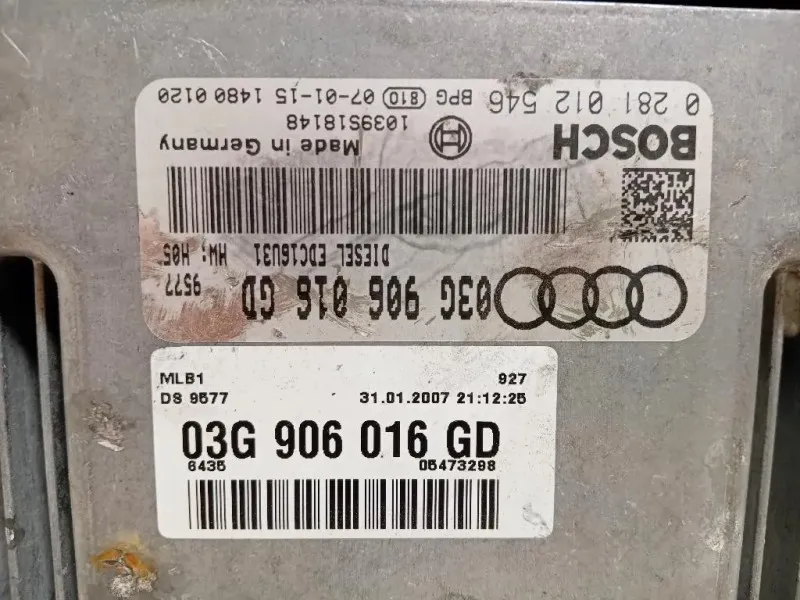 BOSCH
0 281 012 546 BPG 810 07-01-15 1480 0120
1039S18148
Made in Germany
DIESEL EDC16U31 HW: H05
03G 906 016 GD 9577
MLB1 927
DS 9577 31.01.2007 21:12:25
03G 906 016 GD
6435 05473298